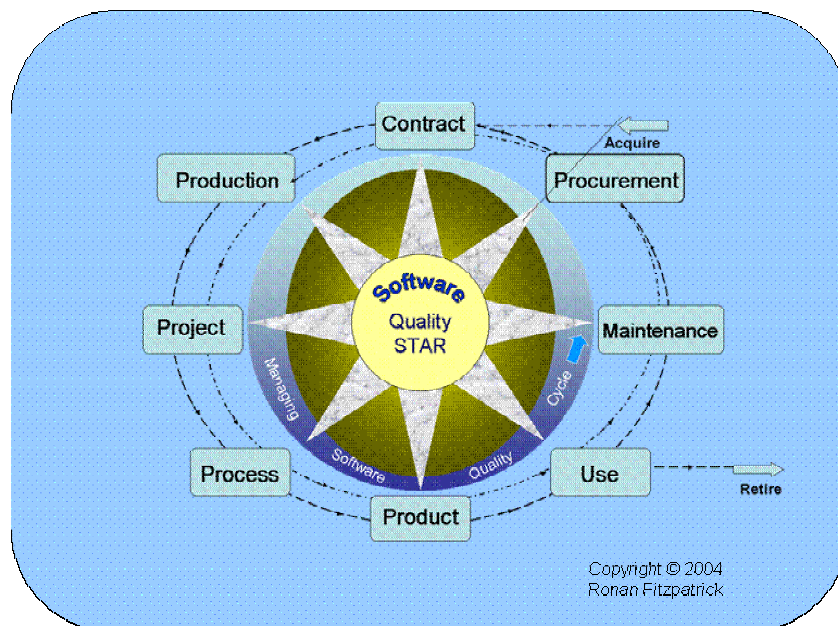 Contract
Acquire
Production
Procurement
Software
Quality
STAR
Project
Maintenance
Managing
Software
Quality
Cycle
Process
Use
Retire
Product
Copyright © 2004
Ronan Fitzpatrick